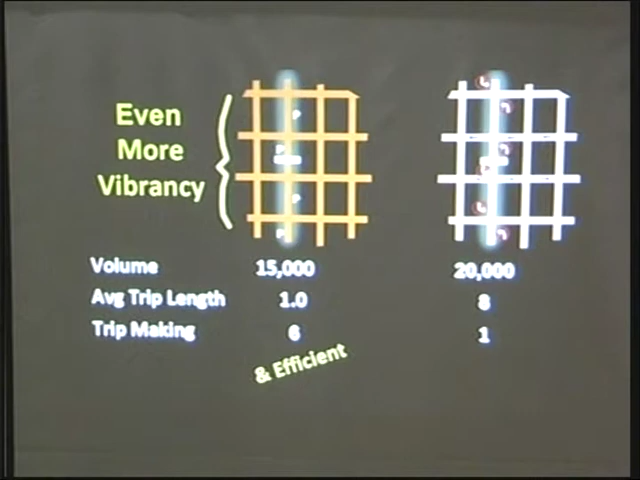 Even
More
Vibrancy
Volume 15,000 20,000
Avg Trip Length 1.0 8
Trip Making 6 1
& Efficient